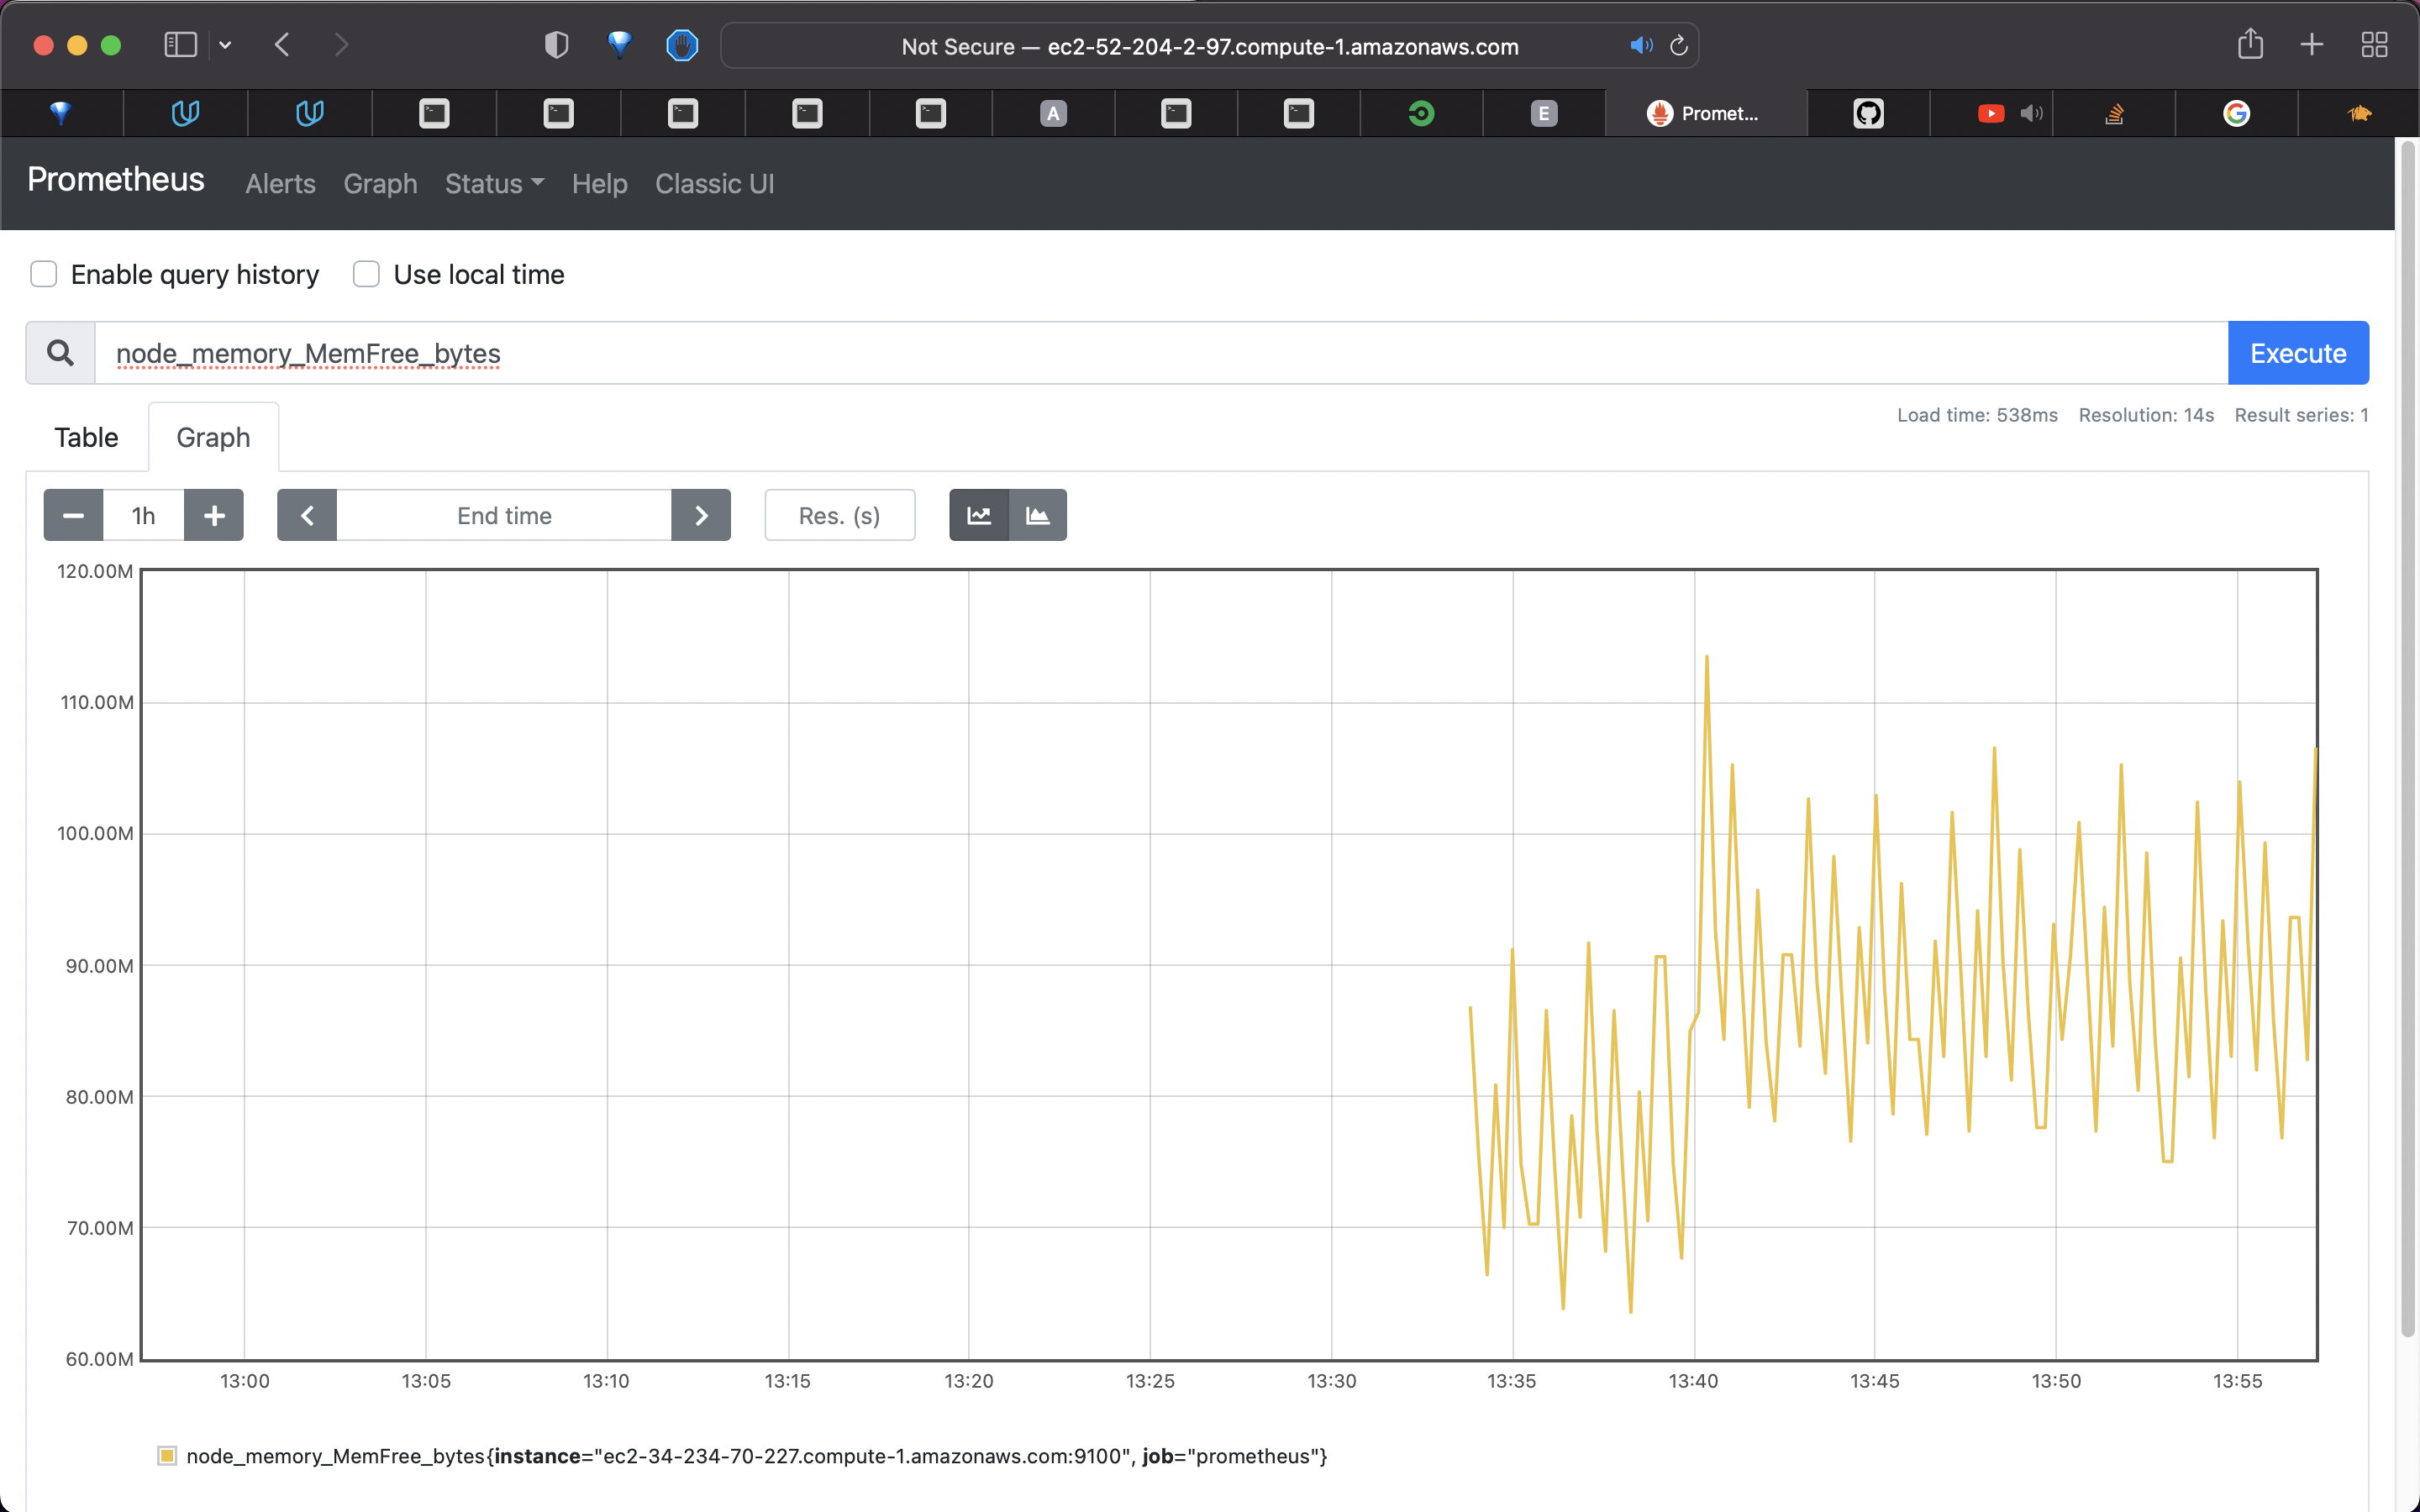 Not Secure — ec2-52-204-2-97.compute-1.amazonaws.com
A E Promet...
Prometheus Alerts Graph Status Help Classic UI
Enable query history Use local time
node_memory_MemFree_bytes Execute
Load time: 538ms Resolution: 14s Result series: 1
Table Graph
1h End time Res. (s)
120.00M
110.00M
100.00M
90.00M
80.00M
70.00M
60.00M
13:00 13:05 13:10 13:15 13:20 13:25 13:30 13:35 13:40 13:45 13:50 13:55
node_memory_MemFree_bytes{instance="ec2-34-234-70-227.compute-1.amazonaws.com:9100", job="prometheus"}